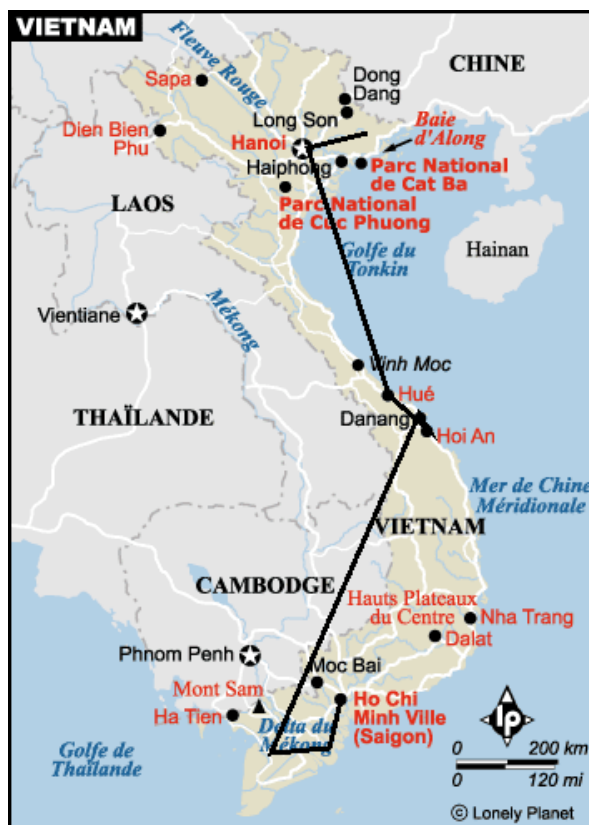 VIETNAM
CHINE
Fleuve Rouge
Sapa
Dong
Dang
Long Son
Baie
d'Along
Dien Bien
Phu
Hanoi
Haiphong
Parc National
de Cat Ba
Parc National
de Cuc Phuong
LAOS
Golfe du
Tonkin
Hainan
Vientiane
Mékong
Vinh Moc
THAÏLANDE
Hué
Danang
Hoi An
Mer de Chine
Méridionale
VIETNAM
CAMBODGE
Hauts Plateaux
du Centre
Nha Trang
Dalat
Phnom Penh
Moc Bai
Mont Sam
Ha Tien
Delta du
Mékong
Ho Chi
Minh Ville
(Saigon)
Golfe de
Thaïlande
lp
0 200 km
0 120 mi
© Lonely Planet